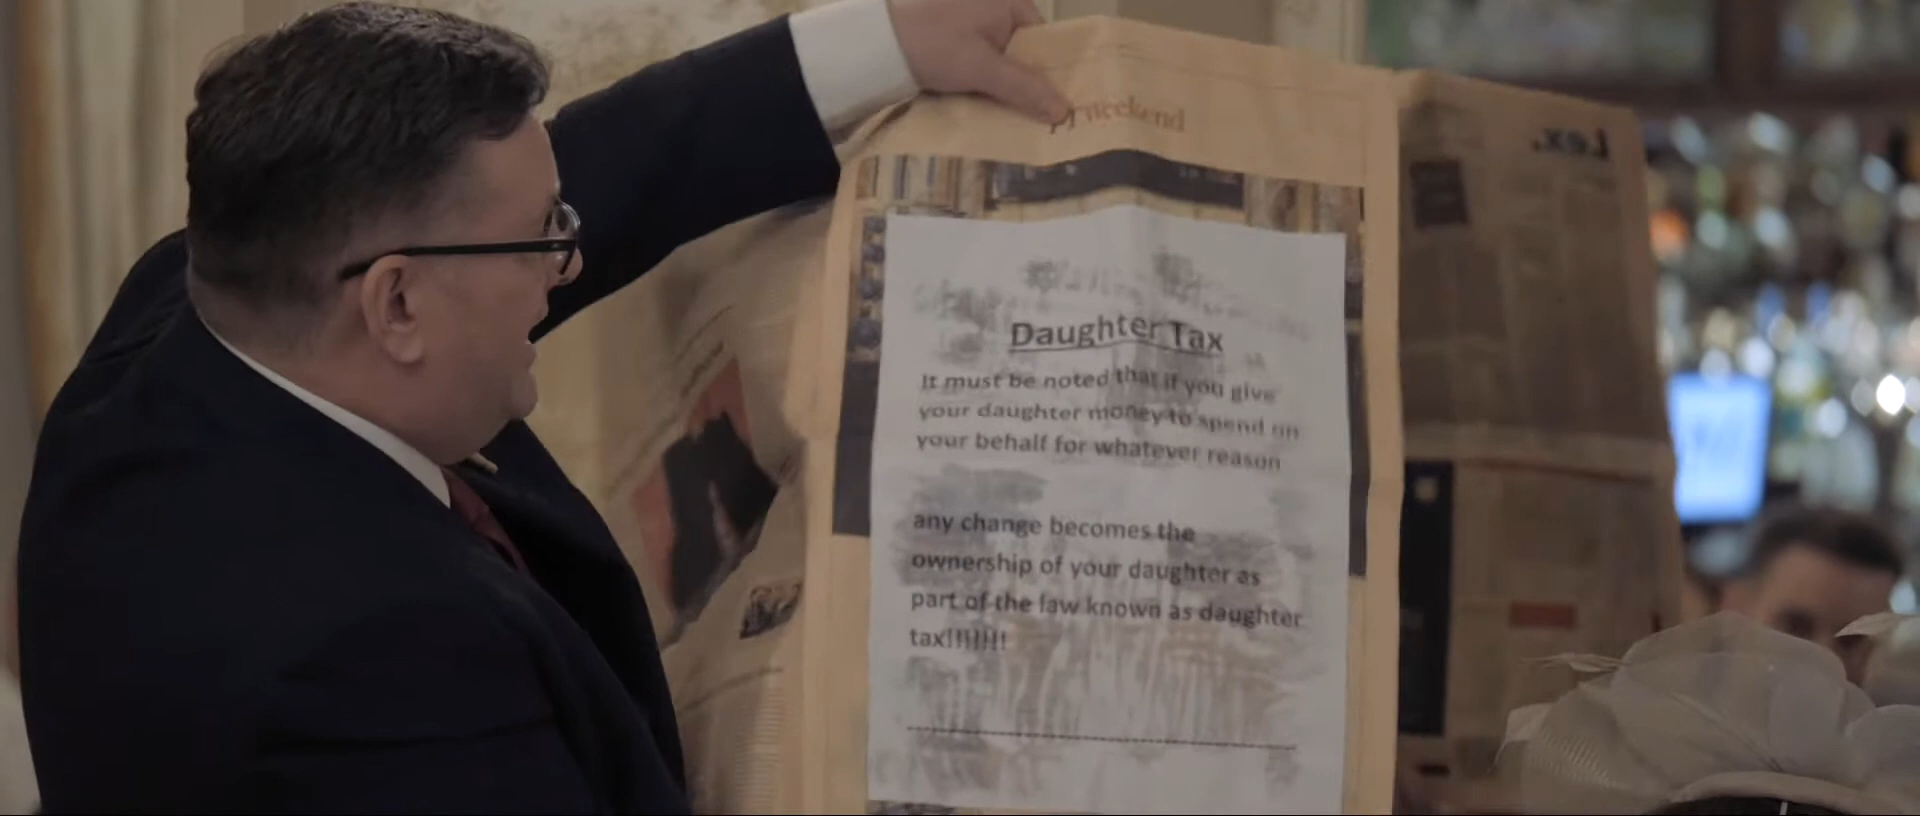 weekend
Lex.
Daughter Tax
It must be noted that if you give
your daughter money to spend on
your behalf for whatever reason
any change becomes the
ownership of your daughter as
part of the law known as daughter
tax!!!!!!!